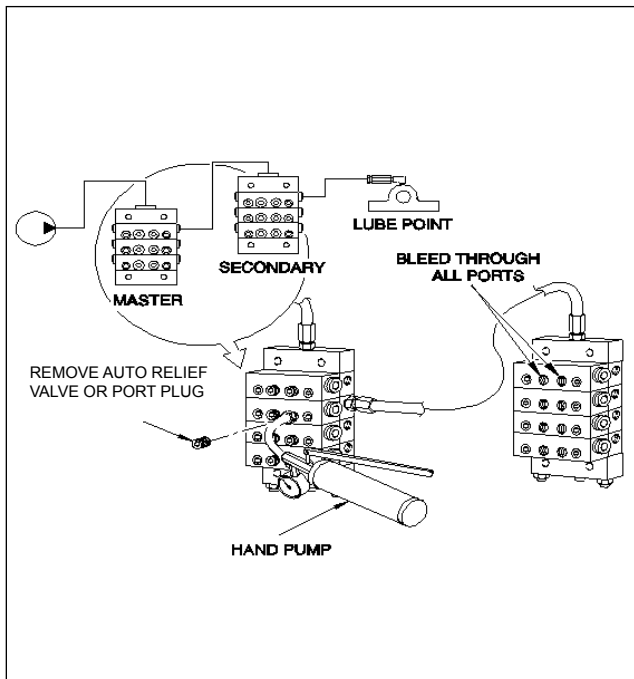 LUBE POINT
SECONDARY
BLEED THROUGH
ALL PORTS
MASTER
REMOVE AUTO RELIEF
VALVE OR PORT PLUG
HAND PUMP